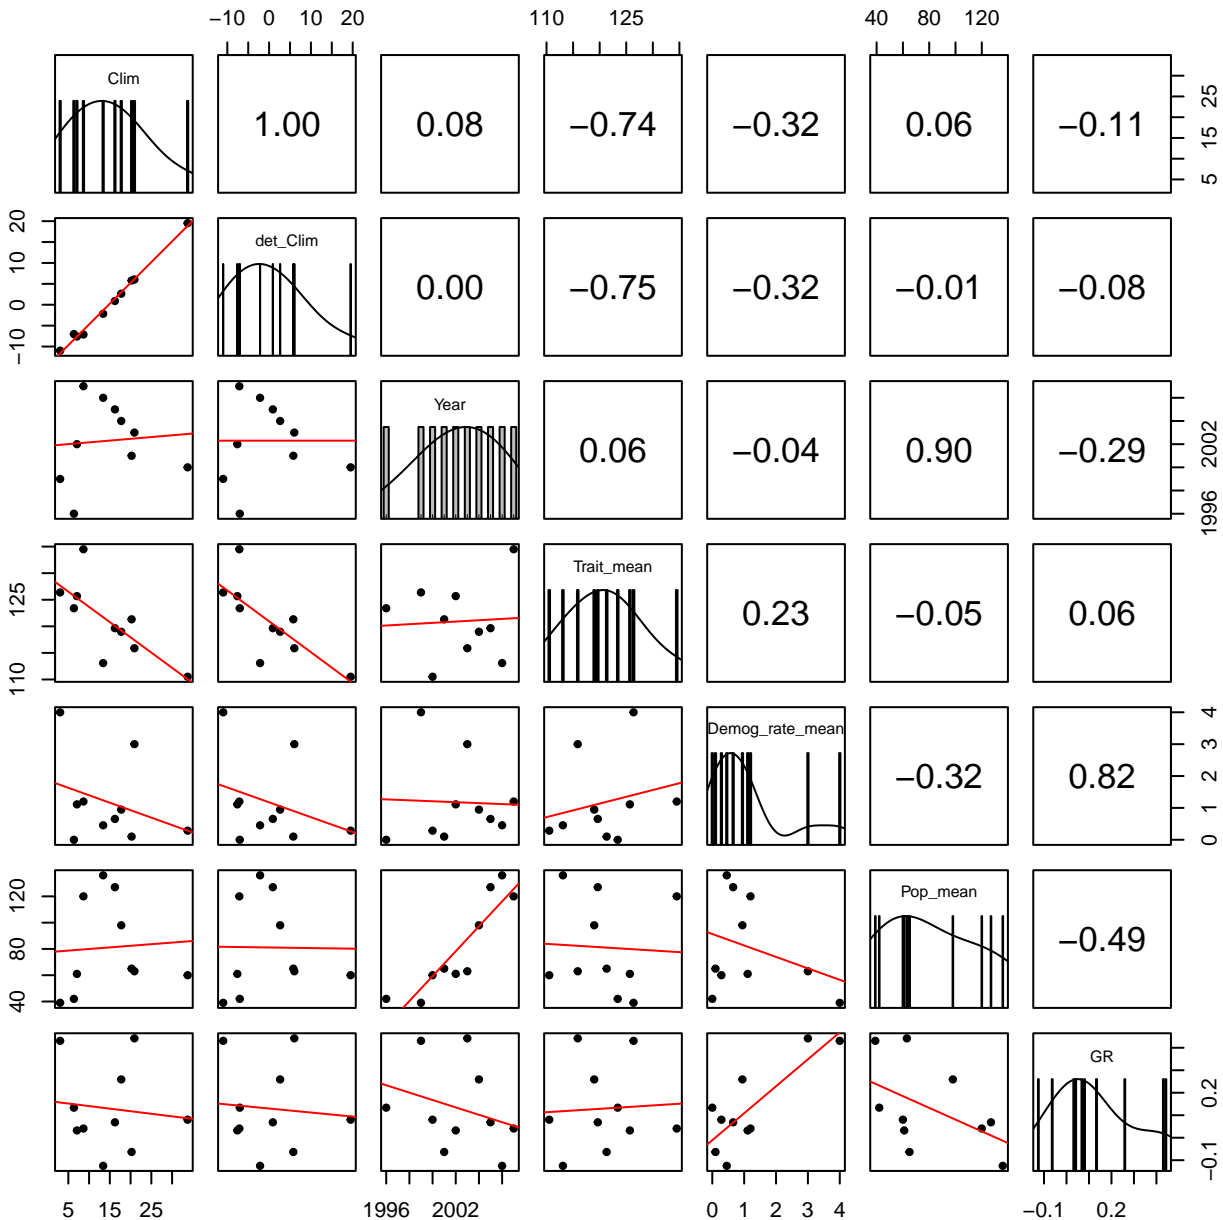 −10 0 10 20 110 125 40 80 120
Clim 1.00 0.08 −0.74 −0.32 0.06 −0.11 5 15 25
−10 0 10 20 det_Clim 0.00 −0.75 −0.32 −0.01 −0.08
Year 0.06 −0.04 0.90 −0.29 1996 2002
110 125 Trait_mean 0.23 −0.05 0.06
Demog_rate_mean −0.32 0.82 0 1 2 3 4
40 80 120 Pop_mean −0.49
GR −0.1 0.2
5 15 25 1996 2002 0 1 2 3 4 −0.1 0.2